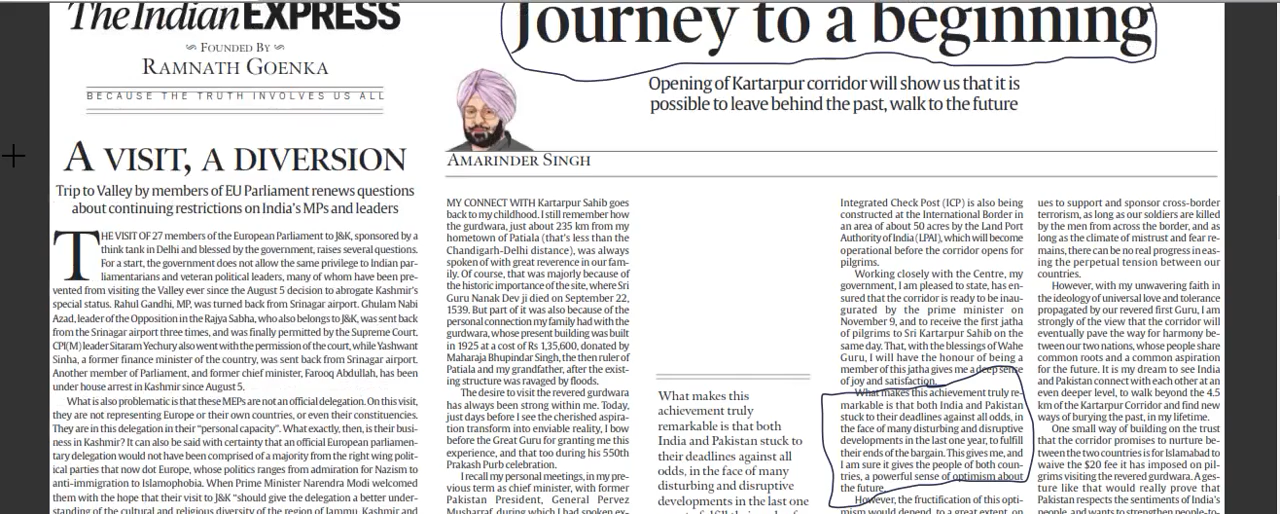 The Indian EXPRESS
FOUNDED BY
RAMNATH GOENKA
BECAUSE THE TRUTH INVOLVES US ALL
A VISIT, A DIVERSION
Trip to Valley by members of EU Parliament renews questions
about continuing restrictions on India's MPs and leaders
THE VISIT OF 27 members of the European Parliament to J&K, sponsored by a
think tank in Delhi and blessed by the government, raises several questions.
For a start, the government does not allow the same privilege to Indian par-
liamentarians and veteran political leaders, many of whom have been pre-
vented from visiting the Valley ever since the August 5 decision to abrogate Kashmir's
special status. Rahul Gandhi, MP, was turned back from Srinagar airport. Ghulam Nabi
Azad, leader of the Opposition in the Rajya Sabha, who also belongs to J&K, was sent back
from the Srinagar airport three times, and was finally permitted by the Supreme Court.
CPI(M) leader Sitaram Yechury also went with the permission of the court, while Yashwant
Sinha, a former finance minister of the country, was sent back from Srinagar airport.
Another member of Parliament, and former chief minister, Farooq Abdullah, has been
under house arrest in Kashmir since August 5.
What is also problematic is that these MEPs are not an official delegation. On this visit,
they are not representing Europe or their own countries, or even their constituencies.
They are in this delegation in their "personal capacity". What exactly, then, is their busi-
ness in Kashmir? It can also be said with certainty that an official European parliamen-
tary delegation would not have been comprised of a majority from the right wing polit-
ical parties that now dot Europe, whose politics ranges from admiration for Nazism to
anti-immigration to Islamophobia. When Prime Minister Narendra Modi welcomed
them with the hope that their visit to J&K "should give the delegation a better under-
standing of the cultural and religious diversity of the region of Jammu, Kashmir and
Journey to a beginning
Opening of Kartarpur corridor will show us that it is
possible to leave behind the past, walk to the future
AMARINDER SINGH
MY CONNECT WITH Kartarpur Sahib goes
back to my childhood. I still remember how
the gurdwara, just about 235 km from my
hometown of Patiala (that's less than the
Chandigarh-Delhi distance), was always
spoken of with great reverence in our fam-
ily. Of course, that was majorly because of
the historic importance of the site, where Sri
Guru Nanak Dev ji died on September 22,
1539. But part of it was also because of the
personal connection my family had with the
gurdwara, whose present building was built
in 1925 at a cost of Rs 1,35,600, donated by
Maharaja Bhupindar Singh, the then ruler of
Patiala and my grandfather, after the exist-
ing structure was ravaged by floods.
The desire to visit the revered gurdwara
has always been strong within me. Today,
just days before I see the cherished aspira-
tion transform into enviable reality, I bow
before the Great Guru for granting me this
experience, and that too during his 550th
Prakash Purb celebration.
I recall my personal meetings, in my pre-
vious term as chief minister, with former
Pakistan President, General Pervez
Musharraf, during which I had spoken ex-
What makes this
achievement truly
remarkable is that both
India and Pakistan stuck to
their deadlines against all
odds, in the face of many
disturbing and disruptive
developments in the last one
Integrated Check Post (ICP) is also being
constructed at the International Border in
an area of about 50 acres by the Land Port
Authority of India (LPAI), which will become
operational before the corridor opens for
pilgrims.
Working closely with the Centre, my
government, I am pleased to state, has en-
sured that the corridor is ready to be inau-
gurated by the prime minister on
November 9, and to receive the first jatha
of pilgrims to Sri Kartarpur Sahib on the
same day. That, with the blessings of Wahe
Guru, I will have the honour of being a
member of this jatha gives me a deep sense
of joy and satisfaction.
What makes this achievement truly re-
markable is that both India and Pakistan
stuck to their deadlines against all odds, in
the face of many disturbing and disruptive
developments in the last one year, to fulfill
their ends of the bargain. This gives me, and
I am sure it gives the people of both coun-
tries, a powerful sense of optimism about
the future.
However, the fructification of this opti-
mism would depend, to a great extent, on
ues to support and sponsor cross-border
terrorism, as long as our soldiers are killed
by the men from across the border, and as
long as the climate of mistrust and fear re-
mains, there can be no real progress in eas-
ing the perpetual tension between our
countries.
However, with my unwavering faith in
the ideology of universal love and tolerance
propagated by our revered first Guru, I am
strongly of the view that the corridor will
eventually pave the way for harmony be-
tween our two nations, whose people share
common roots and a common aspiration
for the future. It is my dream to see India
and Pakistan connect with each other at an
even deeper level, to walk beyond the 4.5
km of the Kartarpur Corridor and find new
ways of burying the past, in my lifetime.
One small way of building on the trust
that the corridor promises to nurture be-
tween the two countries is for Islamabad to
waive the $20 fee it has imposed on pil-
grims visiting the revered gurdwara. A ges-
ture like that would really prove that
Pakistan respects the sentiments of India's
people, and wants to strengthen people-to-